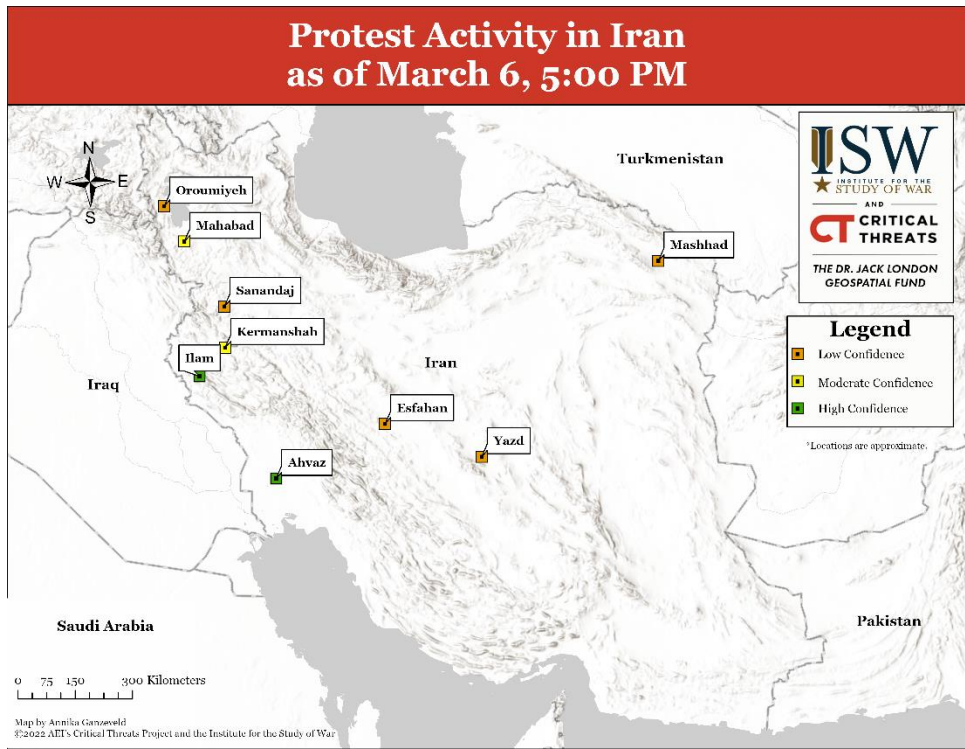 Protest Activity in Iran
as of March 6, 5:00 PM
N
W E
S
Turkmenistan
ISW
INSTITUTE FOR THE
STUDY OF WAR
AND
CT CRITICAL
THREATS
THE DR. JACK LONDON
GEOSPATIAL FUND
Oroumiyeh
Mahabad
Mashhad
Sanandaj
Kermanshah
Ilam
Iran
Iraq
Legend
Low Confidence
Moderate Confidence
High Confidence
*Locations are approximate.
Esfahan
Yazd
Ahvaz
Saudi Arabia
Pakistan
0 75 150 300 Kilometers
Map by Annika Ganzeveld
©2022 AEI's Critical Threats Project and the Institute for the Study of War